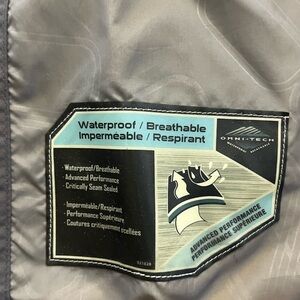 Waterproof / Breathable
Imperméable / Respirant
OMNI-TECH
· Waterproof/Breathable
· Advanced Performance
· Critically Seam Sealed
· Imperméable/Respirant
· Performance Supérieure
· Coutures critiquement scellées
ADVANCED PERFORMANCE
PERFORMANCE SUPÉRIEURE